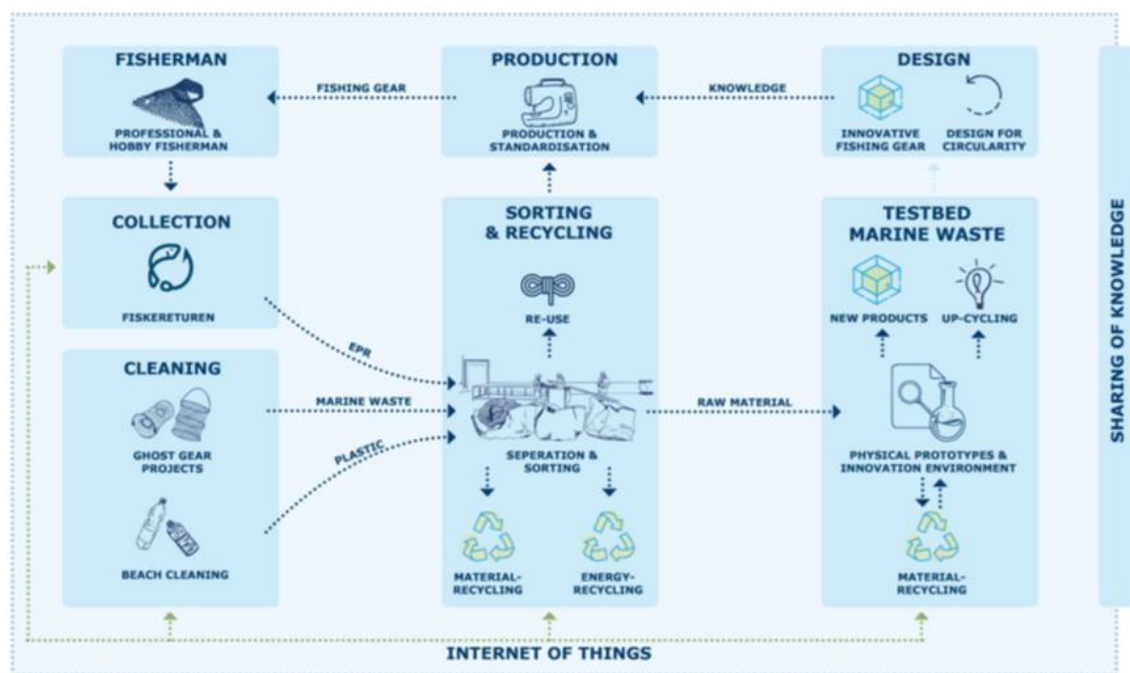 FISHERMAN
PROFESSIONAL &
HOBBY FISHERMAN
FISHING GEAR
PRODUCTION
PRODUCTION &
STANDARDISATION
KNOWLEDGE
DESIGN
INNOVATIVE
FISHING GEAR
DESIGN FOR
CIRCULARITY
COLLECTION
FISKERETUREN
EPR
CLEANING
GHOST GEAR
PROJECTS
MARINE WASTE
PLASTIC
BEACH CLEANING
SORTING
& RECYCLING
RE-USE
SEPERATION &
SORTING
MATERIAL-
RECYCLING
ENERGY-
RECYCLING
RAW MATERIAL
TESTBED
MARINE WASTE
NEW PRODUCTS
UP-CYCLING
PHYSICAL PROTOTYPES &
INNOVATION ENVIRONMENT
MATERIAL-
RECYCLING
SHARING OF KNOWLEDGE
INTERNET OF THINGS